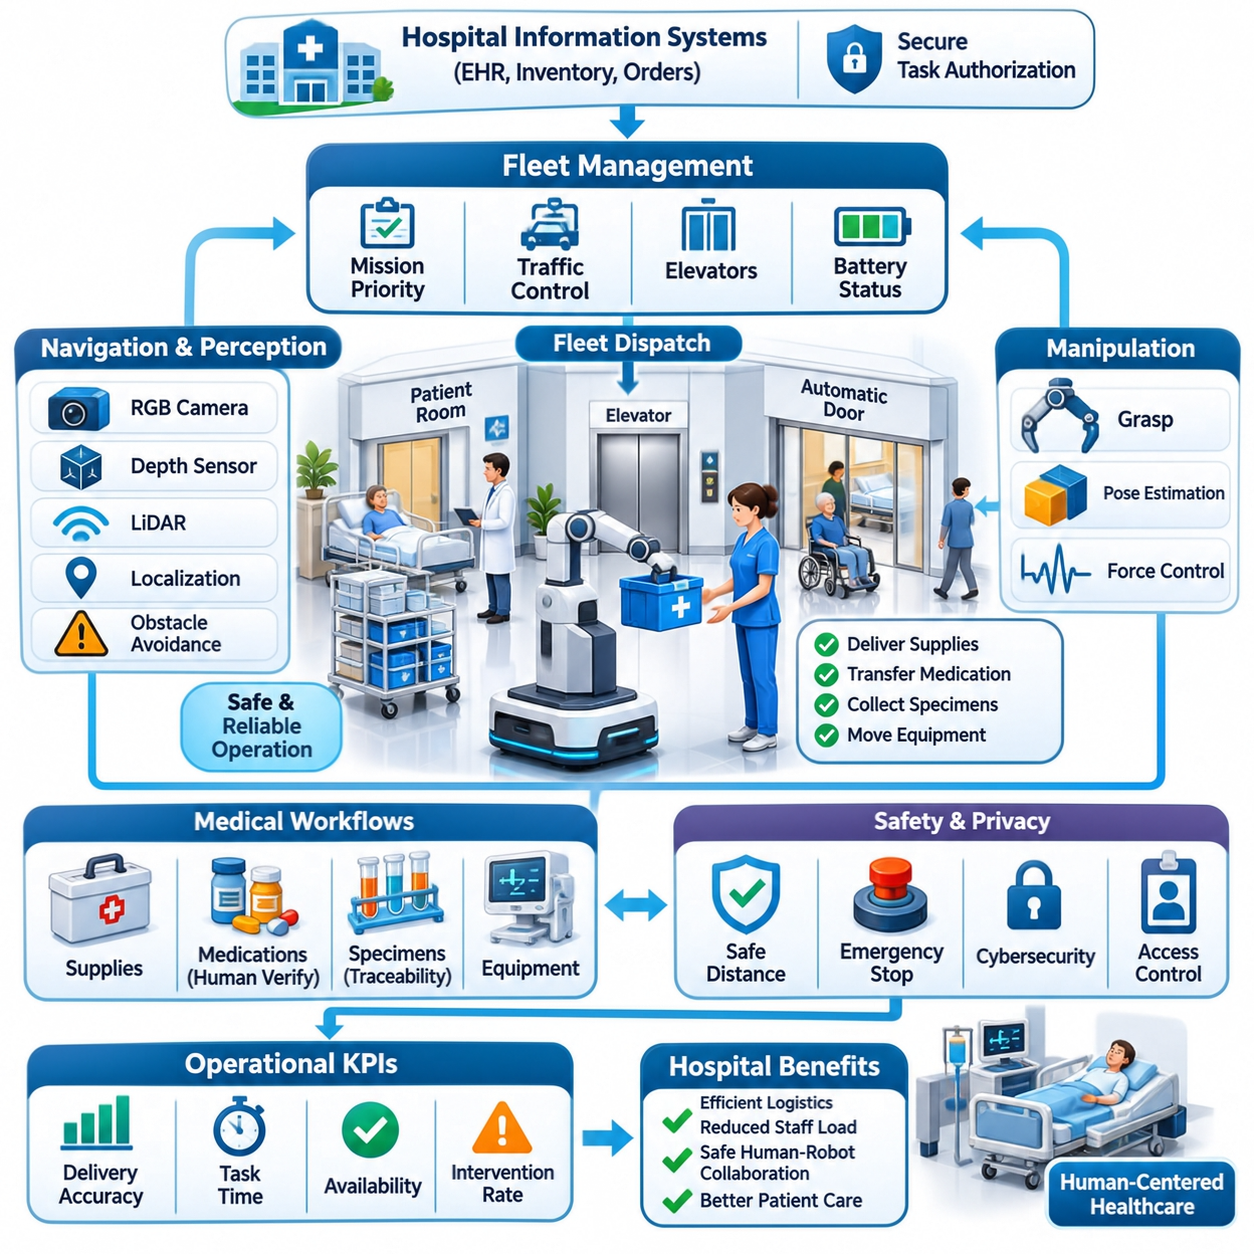 Hospital Information Systems
(EHR, Inventory, Orders)
Secure
Task Authorization
Fleet Management
Mission
Priority
Traffic
Control
Elevators
Battery
Status
Navigation & Perception
RGB Camera
Depth Sensor
LiDAR
Localization
Obstacle
Avoidance
Fleet Dispatch
Patient
Room
Elevator
Automatic
Door
Manipulation
Grasp
Pose Estimation
Force Control
Safe &
Reliable
Operation
Deliver Supplies
Transfer Medication
Collect Specimens
Move Equipment
Medical Workflows
Supplies
Medications
(Human Verify)
Specimens
(Traceability)
Equipment
Safety & Privacy
Safe
Distance
Emergency
Stop
Cybersecurity
Access
Control
Operational KPIs
Delivery
Accuracy
Task
Time
Availability
Intervention
Rate
Hospital Benefits
Efficient Logistics
Reduced Staff Load
Safe Human-Robot
Collaboration
Better Patient Care
Human-Centered
Healthcare